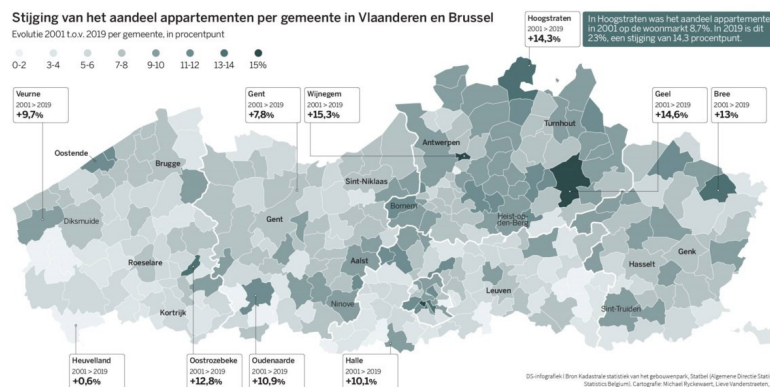 Stijging van het aandeel appartementen per gemeente in Vlaanderen en Brussel
Evolutie 2001 t.o.v. 2019 per gemeente, in procentpunt
0-2 3-4 5-6 7-8 9-10 11-12 13-14 15%
Hoogstraten
2001 > 2019
+14,3%
In Hoogstraten was het aandeel appartemente
in 2001 op de woonmarkt 8,7%. In 2019 is dit
23%. een stijging van 14,3 procentpunt.
Veurne
2001 > 2019
+9,7%
Gent
2001 > 2019
+7,8%
Wijnegem
2001 > 2019
+15,3%
Geel
2001 > 2019
+14,6%
Bree
2001 > 2019
+13%
Turnhout
Antwerpen
Oostende
Brugge
Sint-Niklaas
Bornem
Diksmuide
Gent
Heist-op-
den-Berg
Roeselare
Aalst
Genk
Hasselt
Leuven
Ninove
Sint-Truiden
Kortrijk
Heuvelland
2001 > 2019
+0,6%
Oostrozebeke
2001 > 2019
+12,8%
Oudenaarde
2001 > 2019
+10,9%
Halle
2001 > 2019
+10,1%
DS-infografiek | Bron Kadastrale statistiek van het gebouwenpark, Statbel (Algemene Directie Stati
Statistics Belgium). Cartografie: Michael Ryckewaert, Lieve Vanderstraeten,